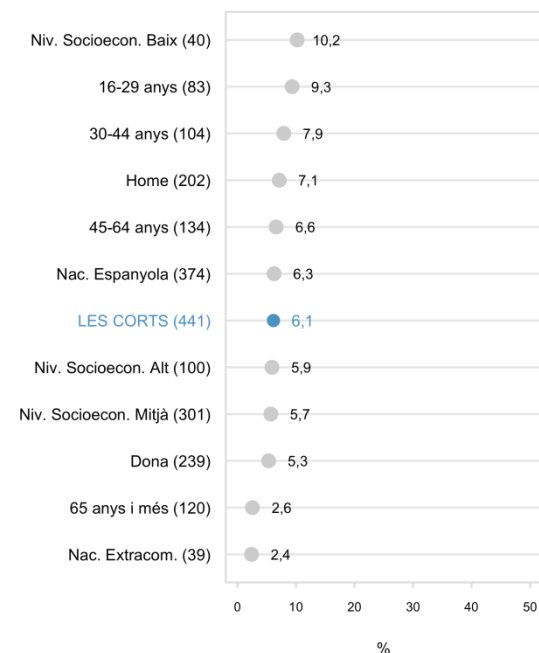 Niv. Socioecon. Baix (40) 10,2
16-29 anys (83) 9,3
30-44 anys (104) 7,9
Home (202) 7,1
45-64 anys (134) 6,6
Nac. Espanyola (374) 6,3
LES CORTS (441) 6,1
Niv. Socioecon. Alt (100) 5,9
Niv. Socioecon. Mitjà (301) 5,7
Dona (239) 5,3
65 anys i més (120) 2,6
Nac. Extracom. (39) 2,4
0 10 20 30 40 50
%